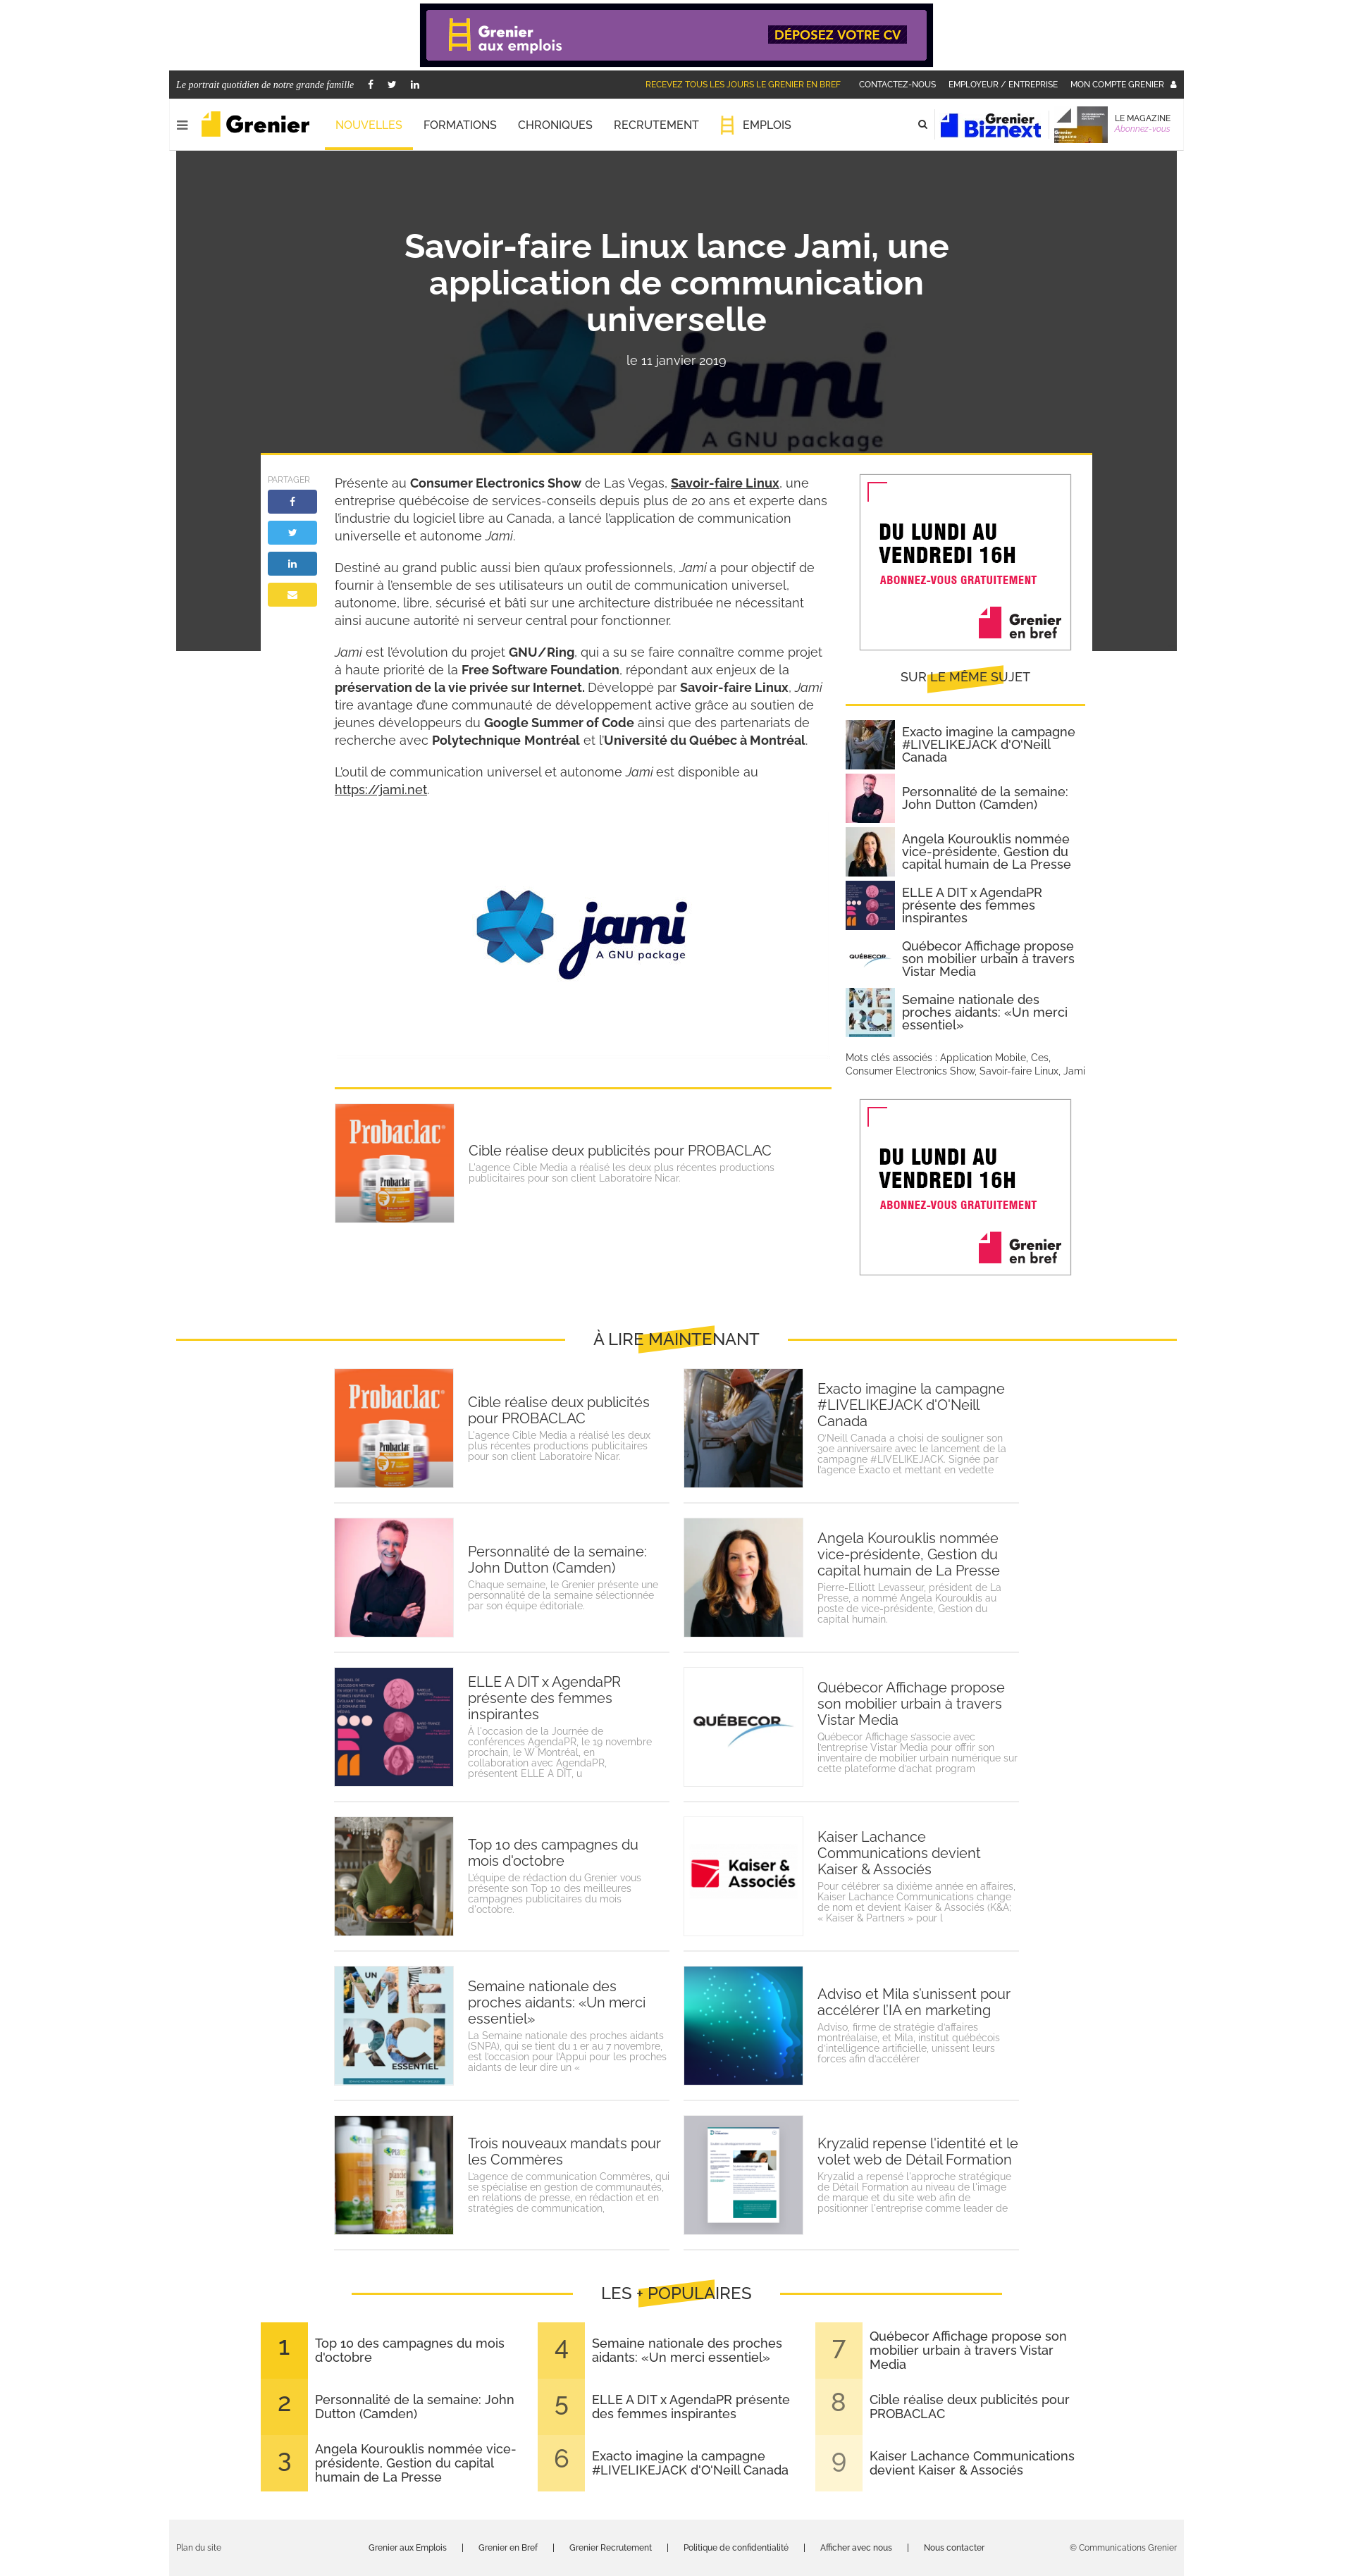 Grenier
aux emplois
DÉPOSEZ VOTRE CV
Le portrait quotidien de notre grande famille
RECEVEZ TOUS LES JOURS LE GRENIER EN BREF
CONTACTEZ-NOUS
EMPLOYEUR / ENTREPRISE
MON COMPTE GRENIER
Grenier
NOUVELLES
FORMATIONS
CHRONIQUES
RECRUTEMENT
EMPLOIS
Grenier
Biznext
LE MAGAZINE
Abonnez-vous
Savoir-faire Linux lance Jami, une
application de communication
universelle
le 11 janvier 2019
jami
A GNU package
PARTAGER
Présente au Consumer Electronics Show de Las Vegas, Savoir-faire Linux, une
entreprise québécoise de services-conseils depuis plus de 20 ans et experte dans
l'industrie du logiciel libre au Canada, a lancé l'application de communication
universelle et autonome Jami.
Destiné au grand public aussi bien qu'aux professionnels, Jami a pour objectif de
fournir à l'ensemble de ses utilisateurs un outil de communication universel,
autonome, libre, sécurisé et bâti sur une architecture distribuée ne nécessitant
ainsi aucune autorité ni serveur central pour fonctionner.
Jami est l'évolution du projet GNU/Ring, qui a su se faire connaître comme projet
à haute priorité de la Free Software Foundation, répondant aux enjeux de la
préservation de la vie privée sur Internet. Développé par Savoir-faire Linux, Jami
tire avantage d'une communauté de développement active grâce au soutien de
jeunes développeurs du Google Summer of Code ainsi que des partenariats de
recherche avec Polytechnique Montréal et l'Université du Québec à Montréal.
L'outil de communication universel et autonome Jami est disponible au
https://jami.net.
jami
A GNU package
Probaclac
Cible réalise deux publicités pour PROBACLAC
L'agence Cible Media a réalisé les deux plus récentes productions
publicitaires pour son client Laboratoire Nicar.
DU LUNDI AU
VENDREDI 16H
ABONNEZ-VOUS GRATUITEMENT
Grenier
en bref
SUR LE MÊME SUJET
Exacto imagine la campagne
#LIVELIKEJACK d'O'Neill
Canada
Personnalité de la semaine:
John Dutton (Camden)
Angela Kourouklis nommée
vice-présidente, Gestion du
capital humain de La Presse
ELLE A DIT x AgendaPR
présente des femmes
inspirantes
QUÉBECOR
Québecor Affichage propose
son mobilier urbain à travers
Vistar Media
UN
MERCI
ESSENTIEL
Semaine nationale des
proches aidants: «Un merci
essentiel»
Mots clés associés : Application Mobile, Ces,
Consumer Electronics Show, Savoir-faire Linux, Jami
DU LUNDI AU
VENDREDI 16H
ABONNEZ-VOUS GRATUITEMENT
Grenier
en bref
À LIRE MAINTENANT
Probaclac
Cible réalise deux publicités
pour PROBACLAC
L'agence Cible Media a réalisé les deux
plus récentes productions publicitaires
pour son client Laboratoire Nicar.
Exacto imagine la campagne
#LIVELIKEJACK d'O'Neill
Canada
O'Neill Canada a choisi de souligner son
30e anniversaire avec le lancement de la
campagne #LIVELIKEJACK. Signée par
l'agence Exacto et mettant en vedette
Personnalité de la semaine:
John Dutton (Camden)
Chaque semaine, le Grenier présente une
personnalité de la semaine sélectionnée
par son équipe éditoriale.
Angela Kourouklis nommée
vice-présidente, Gestion du
capital humain de La Presse
Pierre-Elliott Levasseur, président de La
Presse, a nommé Angela Kourouklis au
poste de vice-présidente, Gestion du
capital humain.
ELLE A DIT x AgendaPR
présente des femmes
inspirantes
À l'occasion de la Journée de
conférences AgendaPR, le 19 novembre
prochain, le W Montréal, en
collaboration avec AgendaPR,
présentent ELLE A DIT, u
QUÉBECOR
Québecor Affichage propose
son mobilier urbain à travers
Vistar Media
Québecor Affichage s'associe avec
l'entreprise Vistar Media pour offrir son
inventaire de mobilier urbain numérique sur
cette plateforme d'achat program
Top 10 des campagnes du
mois d'octobre
L'équipe de rédaction du Grenier vous
présente son Top 10 des meilleures
campagnes publicitaires du mois
d'octobre.
Kaiser &
Associés
Kaiser Lachance
Communications devient
Kaiser & Associés
Pour célébrer sa dixième année en affaires,
Kaiser Lachance Communications change
de nom et devient Kaiser & Associés (K&A;
« Kaiser & Partners » pour l
UN
MERCI
ESSENTIEL
Semaine nationale des
proches aidants: «Un merci
essentiel»
La Semaine nationale des proches aidants
(SNPA), qui se tient du 1 er au 7 novembre,
est l'occasion pour l'Appui pour les proches
aidants de leur dire un «
Adviso et Mila s'unissent pour
accélérer l'IA en marketing
Adviso, firme de stratégie d'affaires
montréalaise, et Mila, institut québécois
d'intelligence artificielle, unissent leurs
forces afin d'accélérer
Trois nouveaux mandats pour
les Commères
L'agence de communication Commères, qui
se spécialise en gestion de communautés,
en relations de presse, en rédaction et en
stratégies de communication,
Kryzalid repense l'identité et le
volet web de Détail Formation
Kryzalid a repensé l'approche stratégique
de Détail Formation au niveau de l'image
de marque et du site web afin de
positionner l'entreprise comme leader de
LES + POPULAIRES
1
Top 10 des campagnes du mois
d'octobre
2
Personnalité de la semaine: John
Dutton (Camden)
3
Angela Kourouklis nommée vice-
présidente, Gestion du capital
humain de La Presse
4
Semaine nationale des proches
aidants: «Un merci essentiel»
5
ELLE A DIT x AgendaPR présente
des femmes inspirantes
6
Exacto imagine la campagne
#LIVELIKEJACK d'O'Neill Canada
7
Québecor Affichage propose son
mobilier urbain à travers Vistar
Media
8
Cible réalise deux publicités pour
PROBACLAC
9
Kaiser Lachance Communications
devient Kaiser & Associés
Plan du site
Grenier aux Emplois | Grenier en Bref | Grenier Recrutement | Politique de confidentialité | Afficher avec nous | Nous contacter
© Communications Grenier